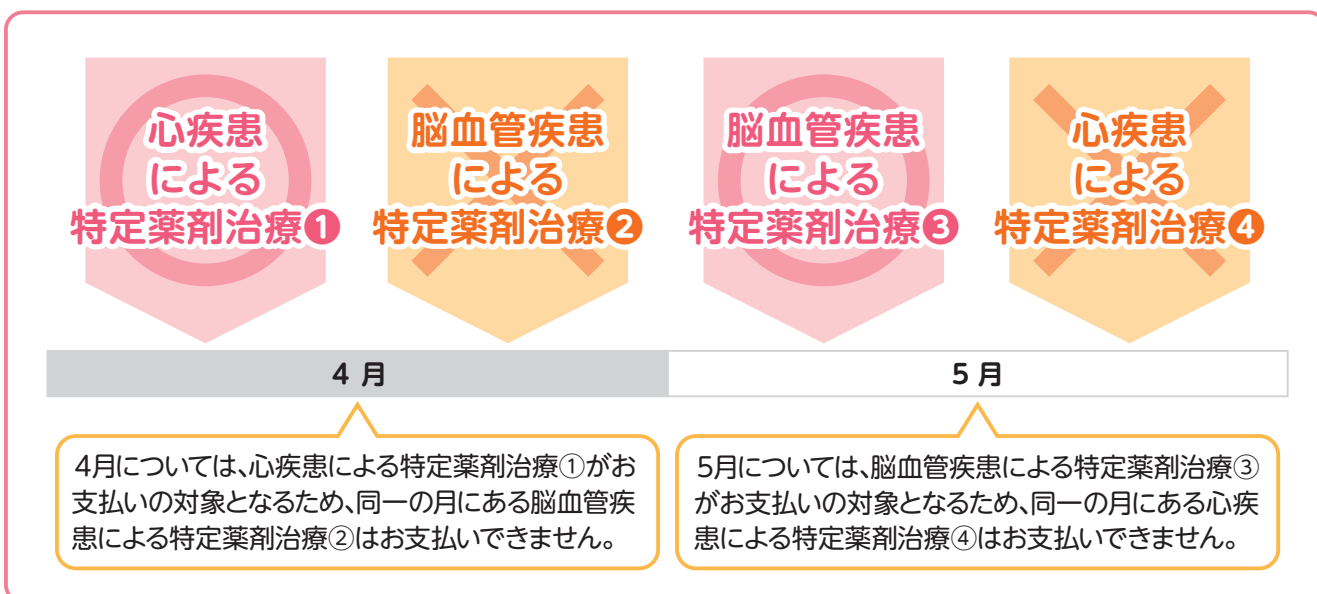 心疾患
による
特定薬剤治療❶
脳血管疾患
による
特定薬剤治療❷
脳血管疾患
による
特定薬剤治療❸
心疾患
による
特定薬剤治療❹
4 月
5 月
4月については、心疾患による特定薬剤治療①がお
支払いの対象となるため、同一の月にある脳血管疾
患による特定薬剤治療②はお支払いできません。
5月については、脳血管疾患による特定薬剤治療③
がお支払いの対象となるため、同一の月にある心疾
患による特定薬剤治療④はお支払いできません。